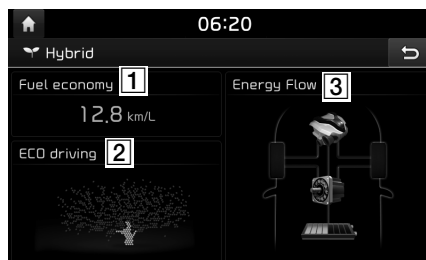 06:20
Hybrid
Fuel economy 1
12.8 km/L
ECO driving 2
Energy Flow 3